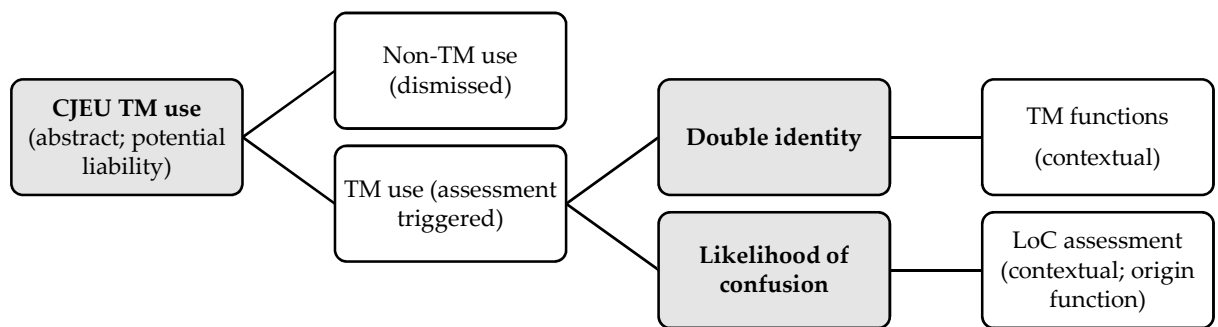 CJEU TM use
(abstract; potential
liability)
Non-TM use
(dismissed)
TM use (assessment
triggered)
Double identity
TM functions
(contextual)
Likelihood of
confusion
LoC assessment
(contextual; origin
function)